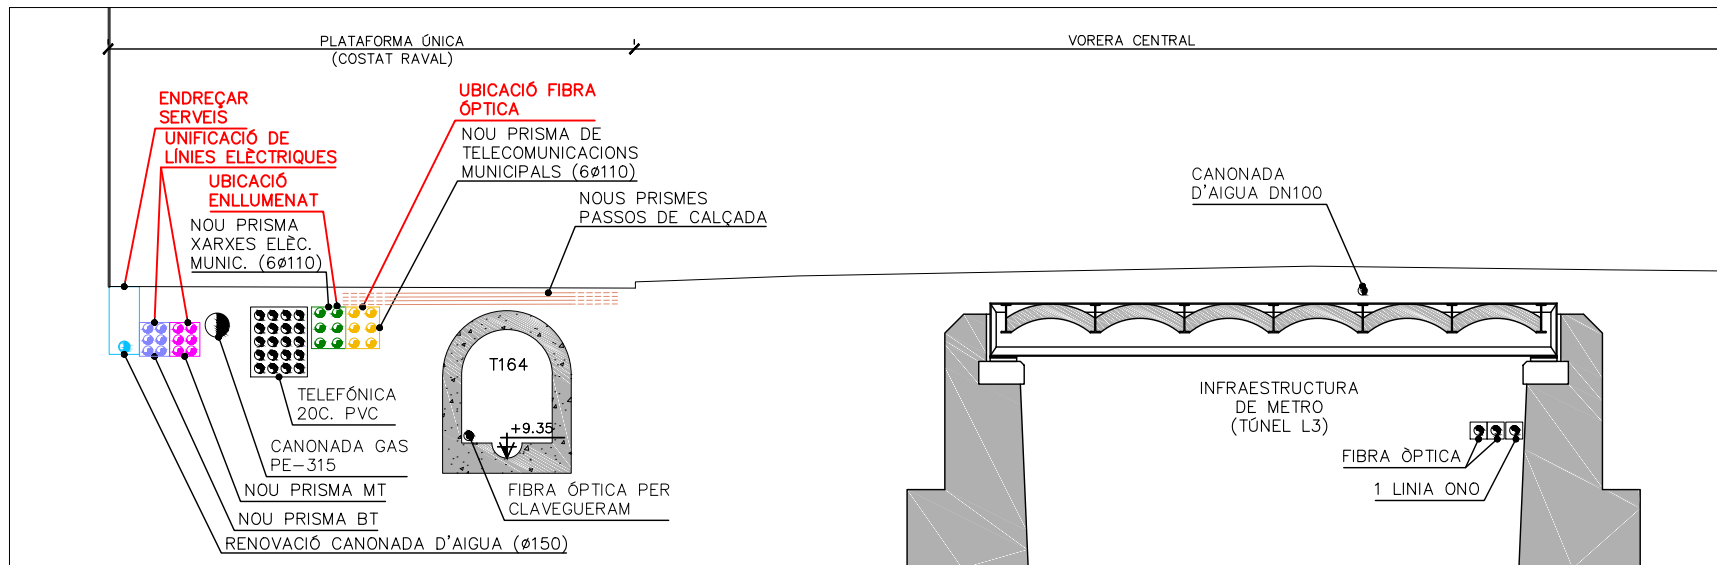 PLATAFORMA ÚNICA
(COSTAT RAVAL)
VORERA CENTRAL
ENDREÇAR
SERVEIS
UNIFICACIÓ DE
LÍNIES ELÈCTRIQUES
UBICACIÓ
ENLLUMENAT
NOU PRISMA
XARXES ELÈC.
MUNIC. (6ø110)
UBICACIÓ FIBRA
ÓPTICA
NOU PRISMA DE
TELECOMUNICACIONS
MUNICIPALS (6ø110)
NOUS PRISMES
PASSOS DE CALÇADA
CANONADA
D'AIGUA DN100
T164
+9.35
TELEFÓNICA
20C. PVC
CANONADA GAS
PE-315
NOU PRISMA MT
NOU PRISMA BT
RENOVACIÓ CANONADA D'AIGUA (ø150)
FIBRA ÓPTICA PER
CLAVEGUERAM
INFRAESTRUCTURA
DE METRO
(TÚNEL L3)
FIBRA ÒPTICA
1 LINIA ONO